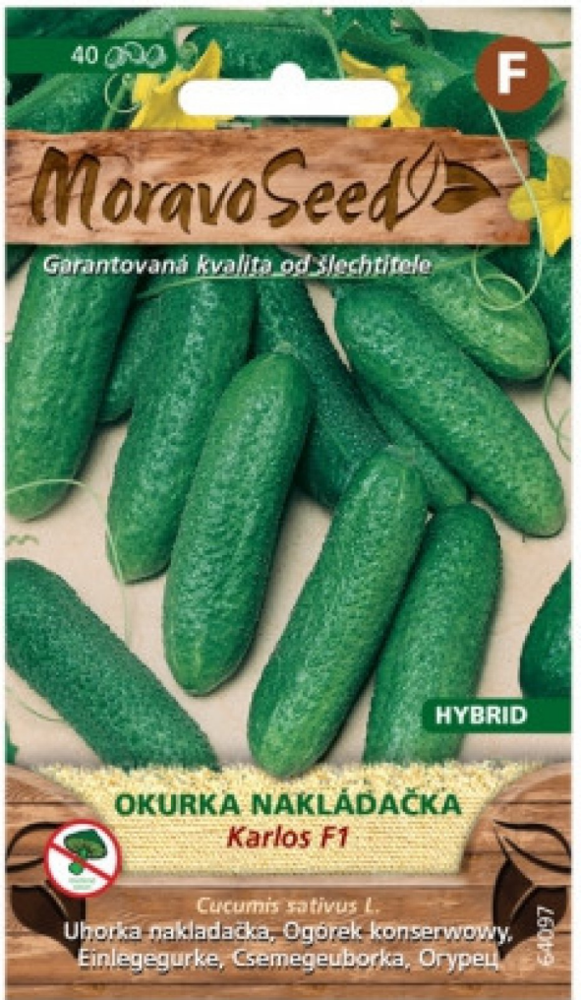 40
F
MoravoSeed
Garantovaná kvalita od šlechtitele
HYBRID
OKURKA NAKLÁDAČKA
Karlos F1
Cucumis sativus L.
Uhorka nakladačka, Ogórek konserwowy,
Einlegegurke, Csemegeuborka, Огурец
64097